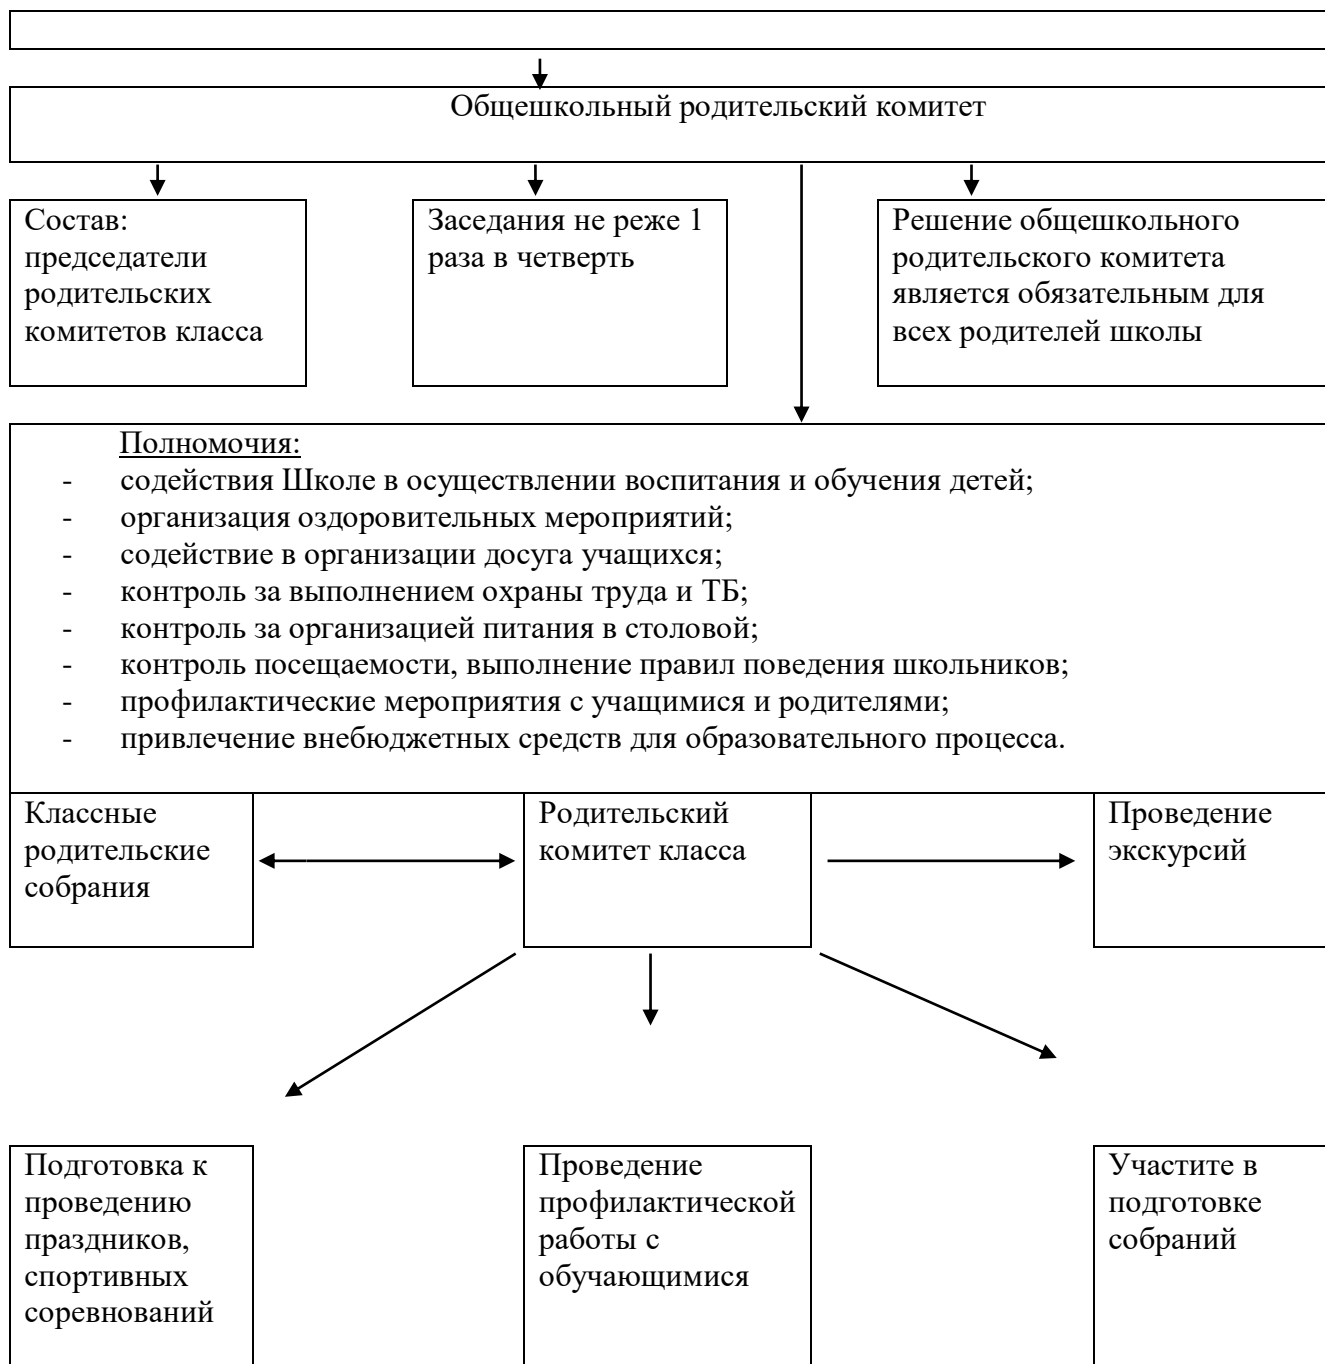 Общешкольный родительский комитет
Состав:
председатели
родительских
комитетов класса
Заседания не реже 1
раза в четверть
Решение общешкольного
родительского комитета
является обязательным для
всех родителей школы
Полномочия:
- содействия Школе в осуществлении воспитания и обучения детей;
- организация оздоровительных мероприятий;
- содействие в организации досуга учащихся;
- контроль за выполнением охраны труда и ТБ;
- контроль за организацией питания в столовой;
- контроль посещаемости, выполнение правил поведения школьников;
- профилактические мероприятия с учащимися и родителями;
- привлечение внебюджетных средств для образовательного процесса.
Классные
родительские
собрания
Родительский
комитет класса
Проведение
экскурсий
Подготовка к
проведению
праздников,
спортивных
соревнований
Проведение
профилактической
работы с
обучающимися
Участите в
подготовке
собраний